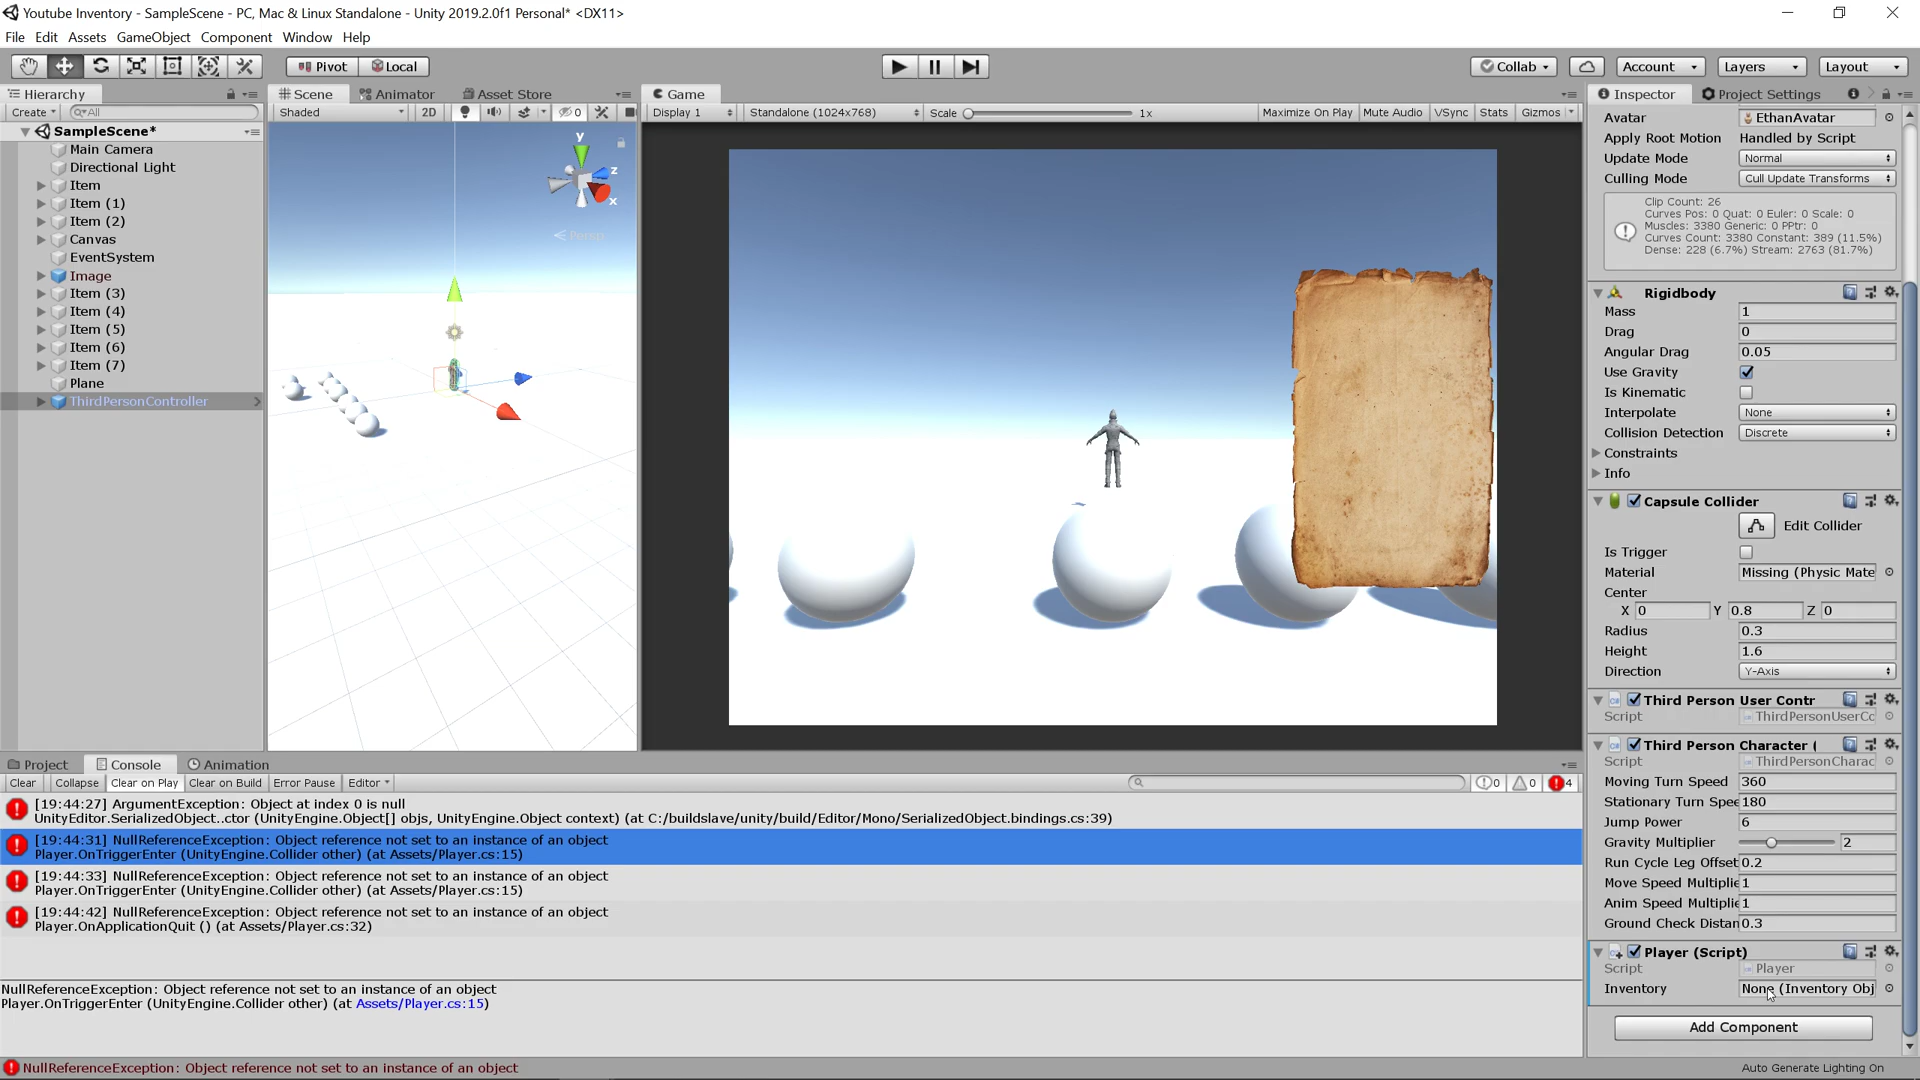 Youtube Inventory - SampleScene - PC, Mac & Linux Standalone - Unity 2019.2.0f1 Personal* <DX11>
File Edit Assets GameObject Component Window Help
Pivot Local Collab Account Layers Layout
Hierarchy
Create All
SampleScene*
Main Camera
Directional Light
Item
Item (1)
Item (2)
Canvas
EventSystem
Image
Item (3)
Item (4)
Item (5)
Item (6)
Item (7)
Plane
ThirdPersonController
Scene Animator Asset Store
Shaded 2D 0
y
z
x
Persp
Game
Display 1 Standalone (1024x768) Scale 1x Maximize On Play Mute Audio VSync Stats Gizmos
Inspector Project Settings
Avatar EthanAvatar
Apply Root Motion Handled by Script
Update Mode Normal
Culling Mode Cull Update Transforms
Clip Count: 26
Curves Pos: 0 Quat: 0 Euler: 0 Scale: 0
Muscles: 3380 Generic: 0 PPtr: 0
Curves Count: 3380 Constant: 389 (11.5%)
Dense: 228 (6.7%) Stream: 2763 (81.7%)
Rigidbody
Mass 1
Drag 0
Angular Drag 0.05
Use Gravity
Is Kinematic
Interpolate None
Collision Detection Discrete
Constraints
Info
Capsule Collider
Edit Collider
Is Trigger
Material Missing (Physic Mate
Center
X 0 Y 0.8 Z 0
Radius 0.3
Height 1.6
Direction Y-Axis
Third Person User Contr
Script ThirdPersonUserCo
Third Person Character (
Script ThirdPersonCharac
Moving Turn Speed 360
Stationary Turn Spee 180
Jump Power 6
Gravity Multiplier 2
Run Cycle Leg Offset 0.2
Move Speed Multiplie 1
Anim Speed Multiplie 1
Ground Check Distan 0.3
Player (Script)
Script Player
Inventory None (Inventory Obj
Add Component
Project Console Animation
Clear Collapse Clear on Play Clear on Build Error Pause Editor 0 0 4
[19:44:27] ArgumentException: Object at index 0 is null
UnityEditor.SerializedObject..ctor (UnityEngine.Object[] objs, UnityEngine.Object context) (at C:/buildslave/unity/build/Editor/Mono/SerializedObject.bindings.cs:39)
[19:44:31] NullReferenceException: Object reference not set to an instance of an object
Player.OnTriggerEnter (UnityEngine.Collider other) (at Assets/Player.cs:15)
[19:44:33] NullReferenceException: Object reference not set to an instance of an object
Player.OnTriggerEnter (UnityEngine.Collider other) (at Assets/Player.cs:15)
[19:44:42] NullReferenceException: Object reference not set to an instance of an object
Player.OnApplicationQuit () (at Assets/Player.cs:32)
NullReferenceException: Object reference not set to an instance of an object
Player.OnTriggerEnter (UnityEngine.Collider other) (at Assets/Player.cs:15)
NullReferenceException: Object reference not set to an instance of an object
Auto Generate Lighting On